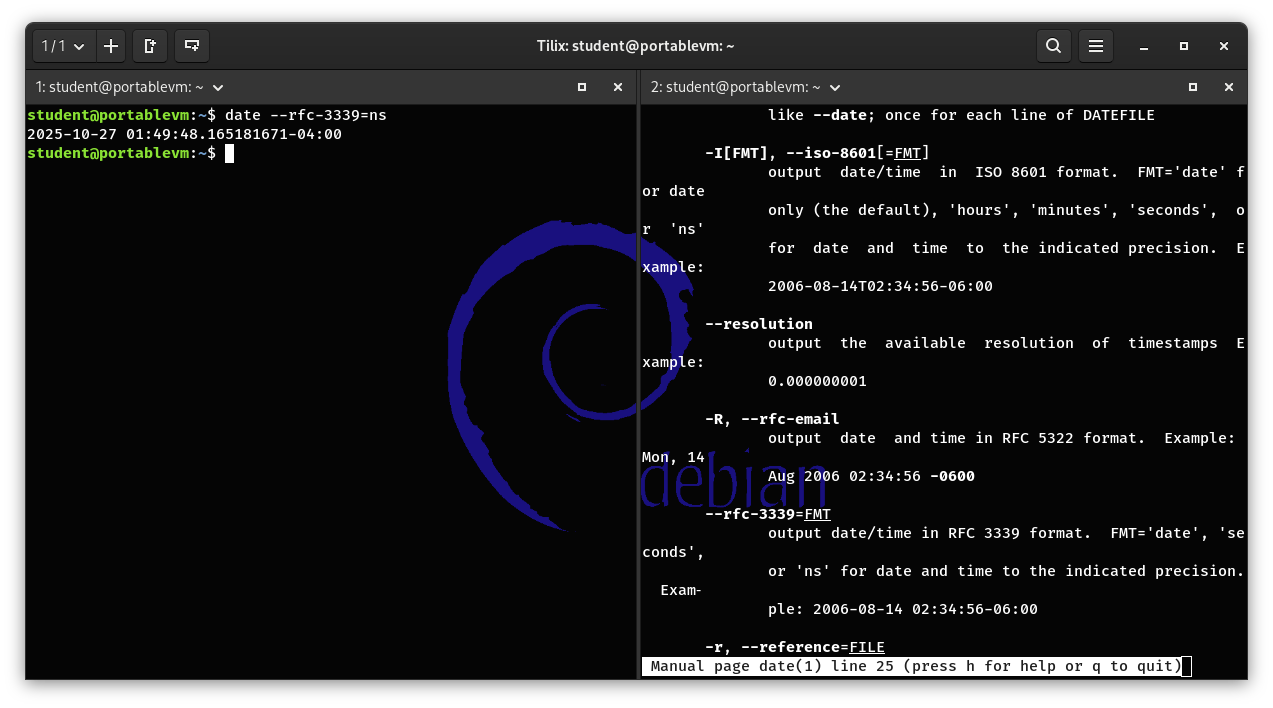 1 / 1
Tilix: student@portablevm: ~
1: student@portablevm: ~
student@portablevm:~$ date --rfc-3339=ns
2025-10-27 01:49:48.165181671-04:00
student@portablevm:~$
2: student@portablevm: ~
like --date; once for each line of DATEFILE
-I[FMT], --iso-8601[=FMT]
output  date/time  in  ISO 8601 format.  FMT='date' f
or date
only (the default), 'hours', 'minutes', 'seconds',  o
r  'ns'
for  date  and  time  to  the indicated precision.  E
xample:
2006-08-14T02:34:56-06:00
--resolution
output  the  available  resolution  of  timestamps  E
xample:
0.000000001
-R, --rfc-email
output  date  and time in RFC 5322 format.  Example:
Mon, 14
Aug 2006 02:34:56 -0600
--rfc-3339=FMT
output date/time in RFC 3339 format.  FMT='date', 'se
conds',
or 'ns' for date and time to the indicated precision.
Exam-
ple: 2006-08-14 02:34:56-06:00
-r, --reference=FILE
Manual page date(1) line 25 (press h for help or q to quit)
debian